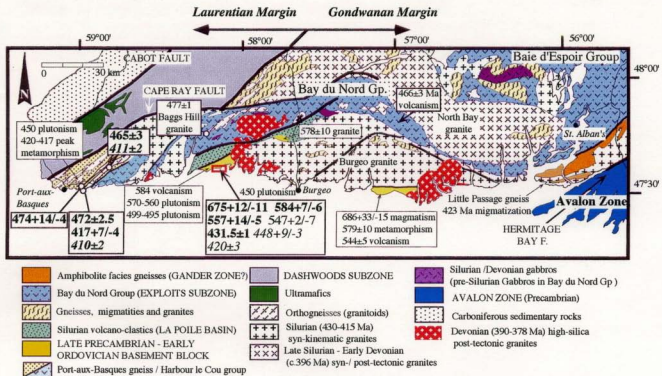 Laurentian Margin Gondwanan Margin
59°00' 58°00' 57°00' 56°00'
CABOT FAULT
Baie d'Espoir Group
48°00'
0 30 km
CAPE RAY FAULT
Bay du Nord Gp.
466±3 Ma
volcanism
477±1
Baggs Hill
granite
North Bay
granite
450 plutonism
420-417 peak
metamorphism
465±3
411±2
578±10 granite
St. Alban's
Burgeo granite
Port-aux-
Basques
584 volcanism
570-560 plutonism
499-495 plutonism
450 plutonism
Burgeo
Little Passage gneiss
423 Ma migmatization
Avalon Zone
47°30'
474+14/-4
472±2.5
417+7/-4
410±2
675+12/-11 584+7/-6
557+14/-5 547+2/-7
431.5±1 448+9/-3
420±3
686+33/-15 magmatism
579±10 metamorphism
544±5 volcanism
HERMITAGE
BAY F.
Amphibolite facies gneisses (GANDER ZONE?)
Bay du Nord Group (EXPLOITS SUBZONE)
Gneisses, migmatities and granites
Silurian volcano-clastics (LA POILE BASIN)
LATE PRECAMBRIAN - EARLY
ORDOVICIAN BASEMENT BLOCK
Port-aux-Basques gneiss / Harbour le Cou group
DASHWOODS SUBZONE
Ultramafics
Orthogneisses (granitoids)
Silurian (430-415 Ma)
syn-kinematic granites
Late Silurian - Early Devonian
(c.396 Ma) syn-/ post-tectonic granites
Silurian /Devonian gabbros
(pre-Silurian Gabbros in Bay du Nord Gp )
AVALON ZONE (Precambrian)
Carboniferous sedimentary rocks
Devonian (390-378 Ma) high-silica
post-tectonic granites